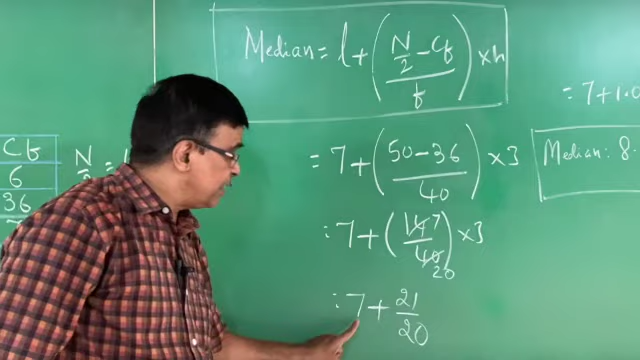 Median = l + ( N/2 - Cf / f ) × h
= 7 + ( 50 - 36 / 40 ) × 3
: 7 + ( 14 7 / 40 20 ) × 3
: 7 + 21/20
Cf
6
36
N/2 =
= 7 + 1.0
Median : 8.